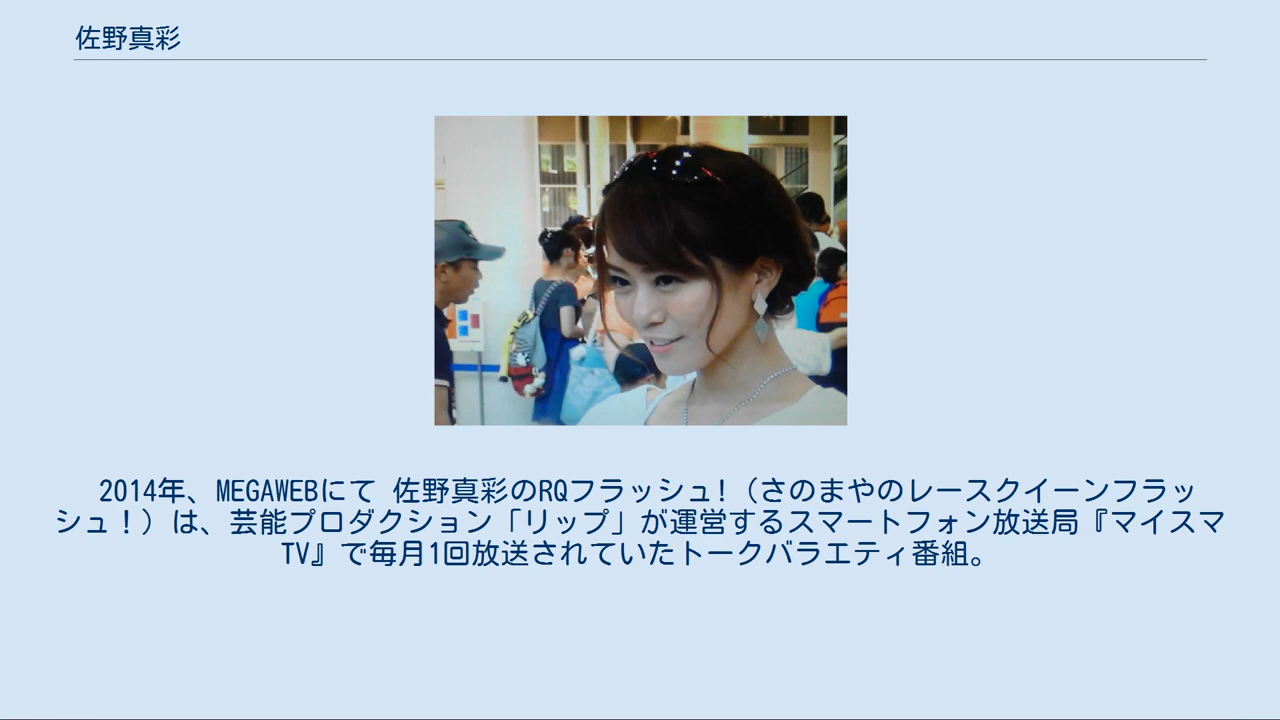 佐野真彩
2014年、MEGAWEBにて 佐野真彩のRQフラッシュ!（さのまやのレースクイーンフラッ
シュ！）は、芸能プロダクション「リップ」が運営するスマートフォン放送局『マイスマ
TV』で毎月1回放送されていたトークバラエティ番組。